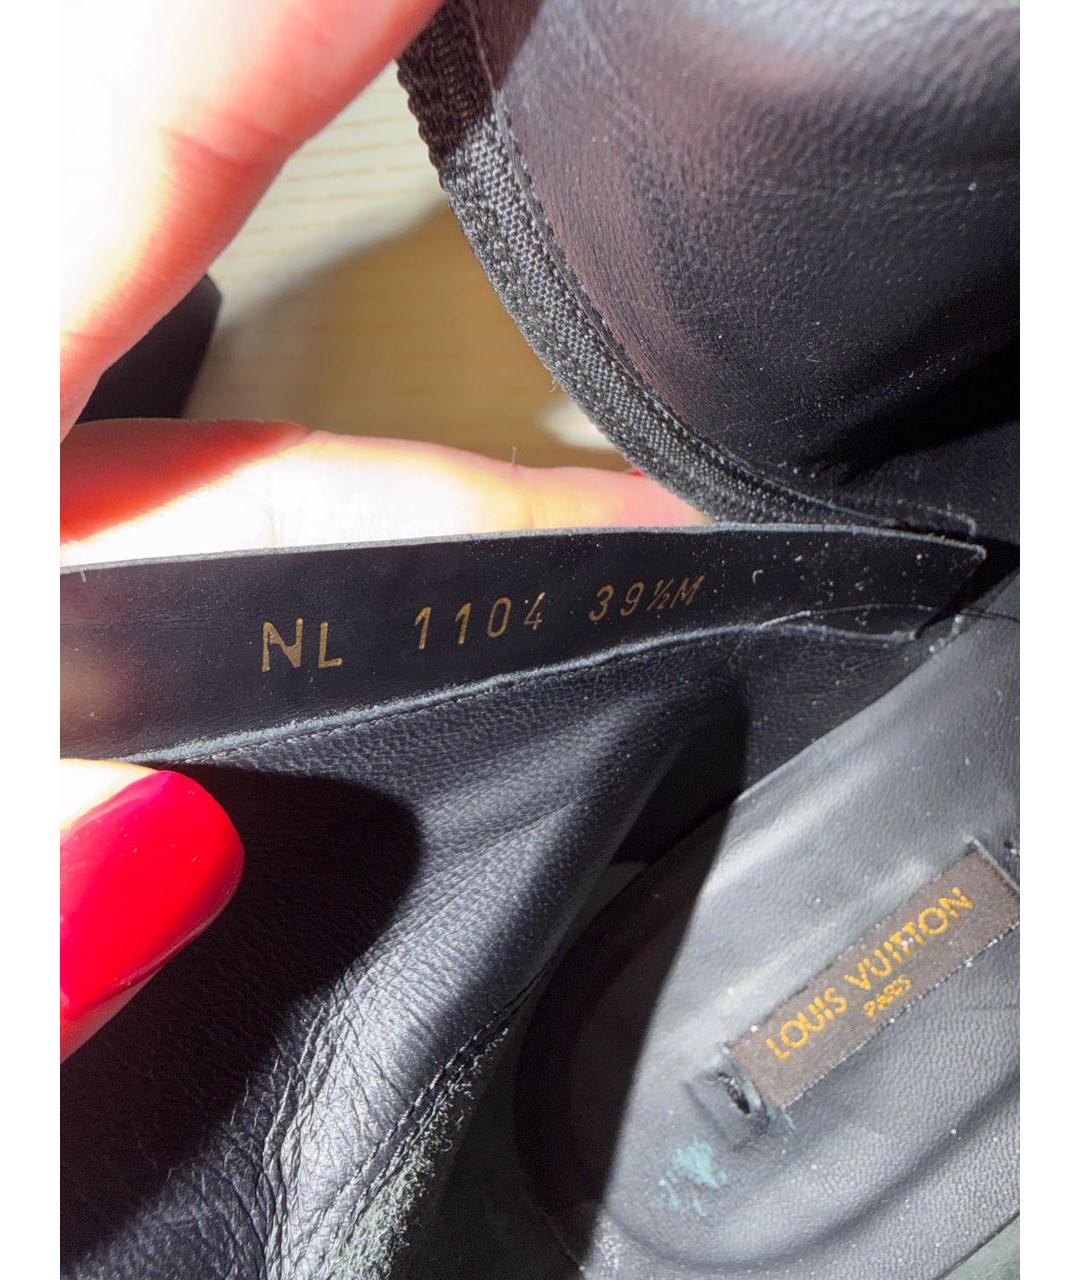 NL 1104 39½M
LOUIS VUITTON
PARIS